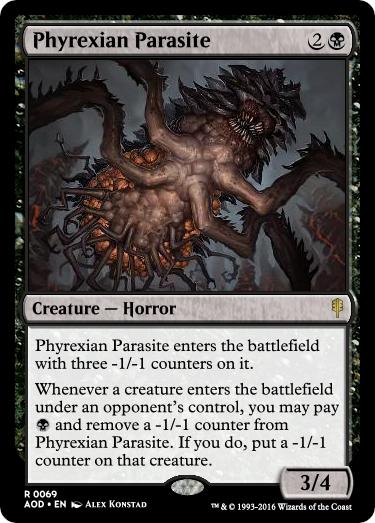 Phyrexian Parasite 2
Creature — Horror
Phyrexian Parasite enters the battlefield
with three -1/-1 counters on it.
Whenever a creature enters the battlefield
under an opponent's control, you may pay
and remove a -1/-1 counter from
Phyrexian Parasite. If you do, put a -1/-1
counter on that creature.
3/4
R 0069
AOD • EN Alex Konstad
™ & © 1993-2016 Wizards of the Coast